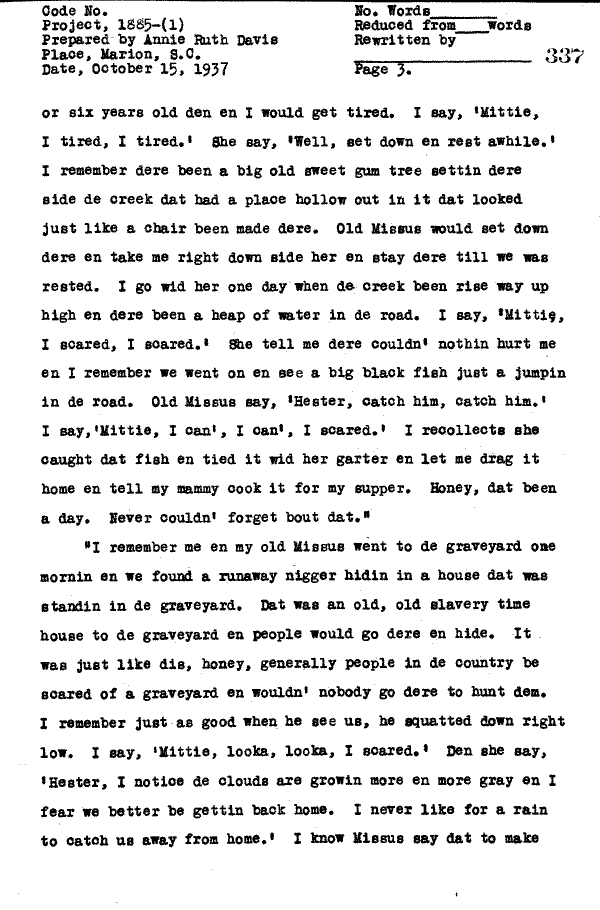 Code No.
Project, 1885-(1)
Prepared by Annie Ruth Davis
Place, Marion, S.C.
Date, October 15, 1937
No. Words
Reduced from words
Rewritten by
337
Page 3.
or six years old den en I would get tired. I say, 'Mittie,
I tired, I tired.' She say, 'Well, set down en rest awhile.'
I remember dere been a big old sweet gum tree settin dere
side de creek dat had a place hollow out in it dat looked
just like a chair been made dere. Old Missus would set down
dere en take me right down side her en stay dere till we was
rested. I go wid her one day when de creek been rise way up
high en dere been a heap of water in de road. I say, 'Mittie,
I scared, I scared.' She tell me dere couldn' nothin hurt me
en I remember we went on en see a big black fish just a jumpin
in de road. Old Missus say, 'Hester, catch him, catch him.'
I say,'Mittie, I can', I can', I scared.' I recollects she
caught dat fish en tied it wid her garter en let me drag it
home en tell my mammy cook it for my supper. Honey, dat been
a day. Never couldn' forget bout dat."
"I remember me en my old Missus went to de graveyard one
mornin en we found a runaway nigger hidin in a house dat was
standin in de graveyard. Dat was an old, old slavery time
house to de graveyard en people would go dere en hide. It
was just like dis, honey, generally people in de country be
scared of a graveyard en wouldn' nobody go dere to hunt dem.
I remember just as good when he see us, he squatted down right
low. I say, 'Mittie, looka, looka, I scared.' Den she say,
'Hester, I notice de clouds are growin more en more gray en I
fear we better be gettin back home. I never like for a rain
to catch us away from home.' I know Missus say dat to make